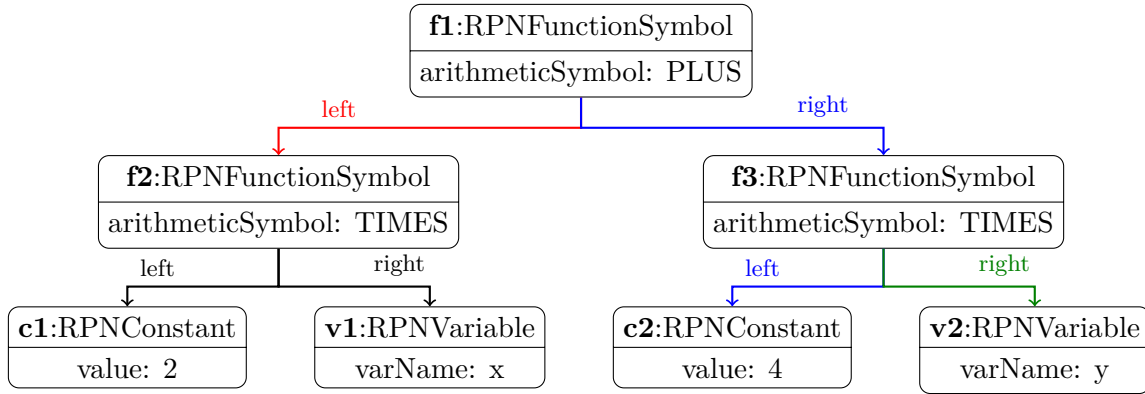 f1:RPNFunctionSymbol
arithmeticSymbol: PLUS
left
right
f2:RPNFunctionSymbol
arithmeticSymbol: TIMES
f3:RPNFunctionSymbol
arithmeticSymbol: TIMES
left
right
left
right
c1:RPNConstant
value: 2
v1:RPNVariable
varName: x
c2:RPNConstant
value: 4
v2:RPNVariable
varName: y